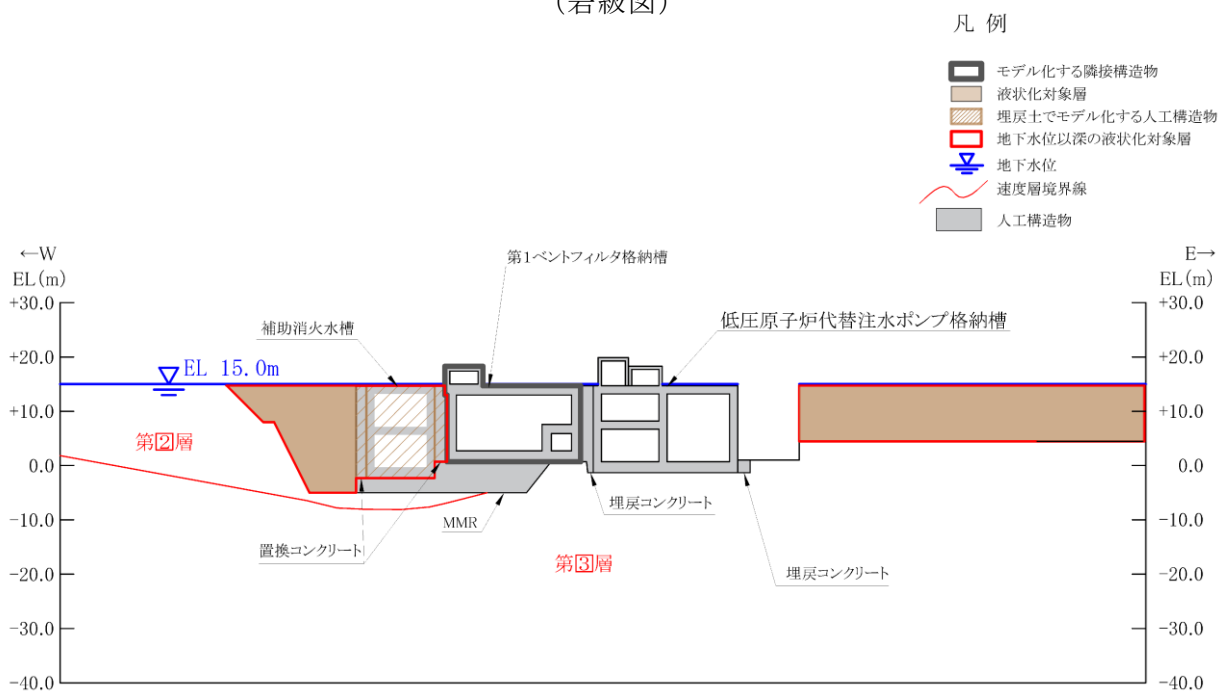 (岩級図)
凡 例
モデル化する隣接構造物
液状化対象層
埋戻土でモデル化する人工構造物
地下水位以深の液状化対象層
地下水位
速度層境界線
人工構造物
←W
EL(m)
E→
EL(m)
+30.0
+20.0
+10.0
0.0
-10.0
-20.0
-30.0
-40.0
第1ベントフィルタ格納槽
補助消火水槽
低圧原子炉代替注水ポンプ格納槽
EL 15.0m
第②層
埋戻コンクリート
MMR
置換コンクリート
第③層
埋戻コンクリート
+30.0
+20.0
+10.0
0.0
-10.0
-20.0
-30.0
-40.0